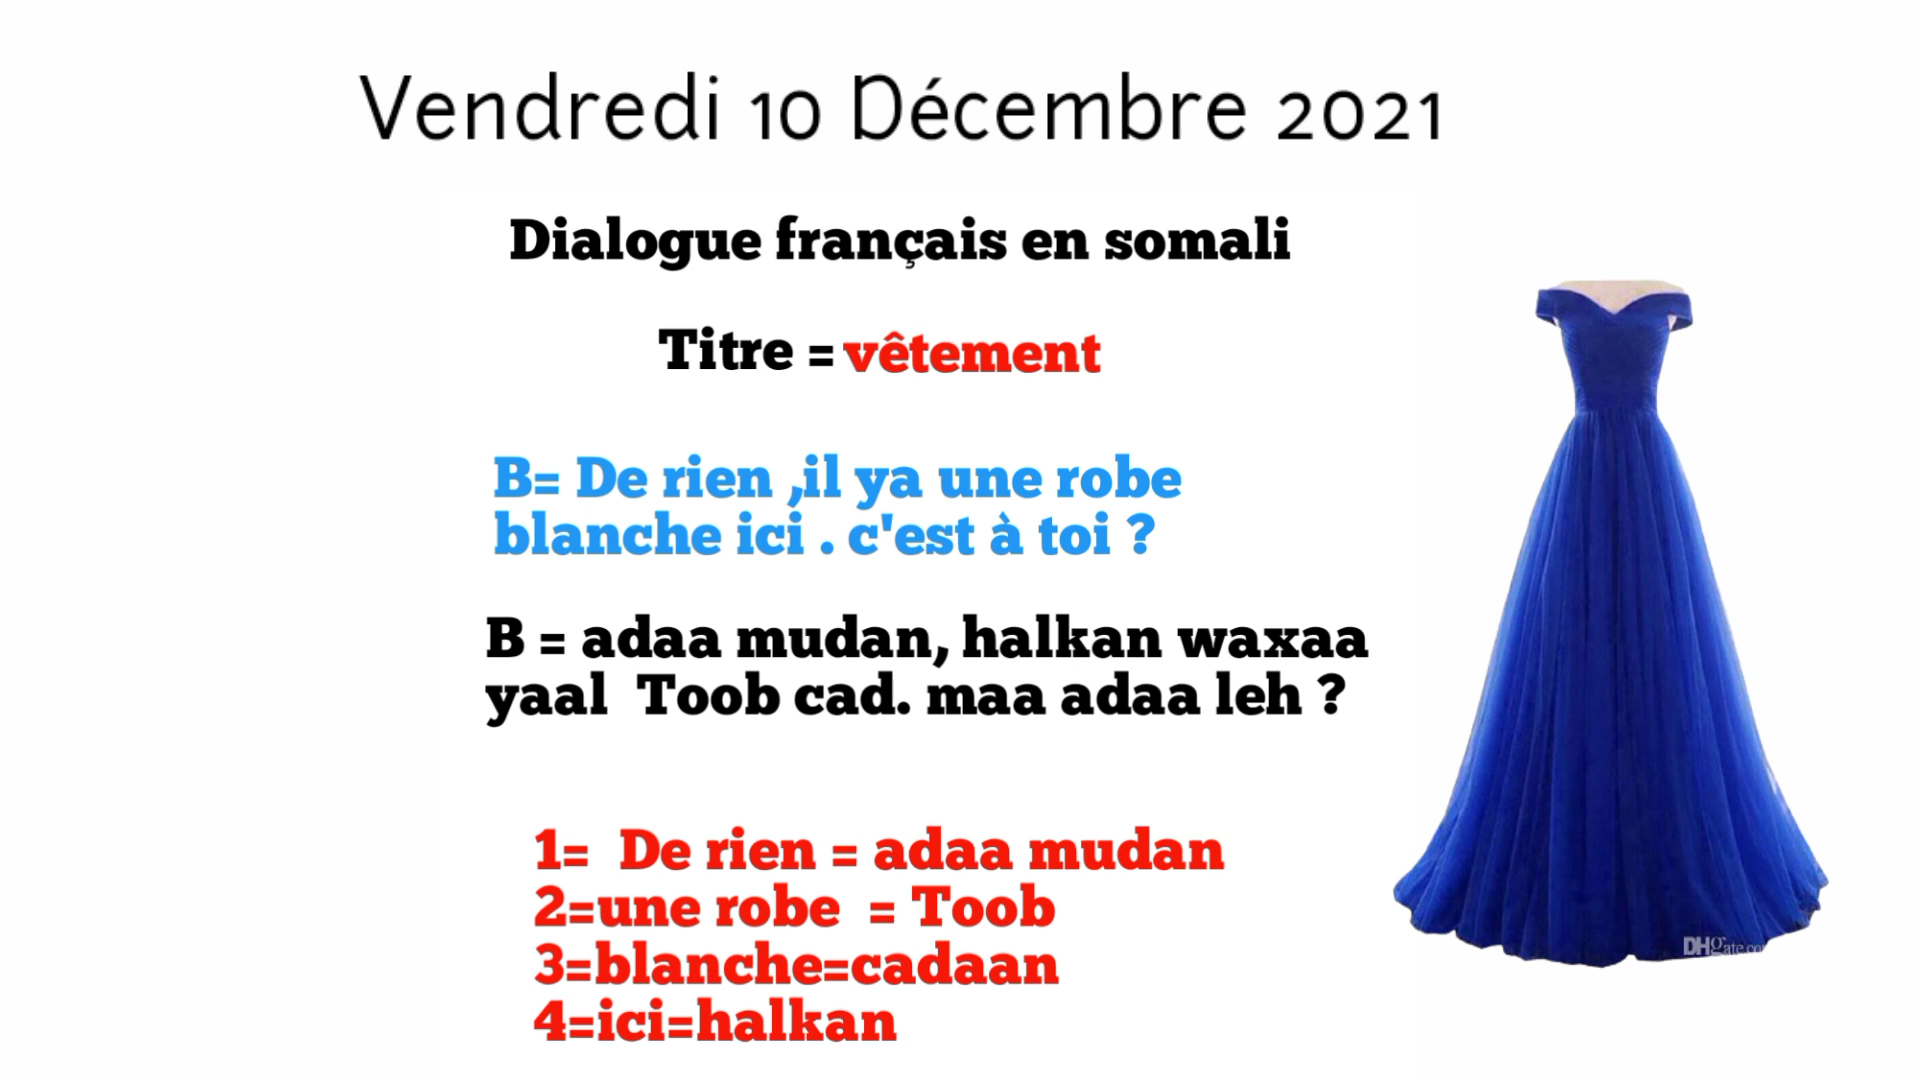 Vendredi 10 Décembre 2021
Dialogue français en somali
Titre = vêtement
B= De rien ,il ya une robe
blanche ici . c'est à toi ?
B = adaa mudan, halkan waxaa
yaal Toob cad. maa adaa leh ?
1= De rien = adaa mudan
2=une robe = Toob
3=blanche=cadaan
4=ici=halkan
DHgate.co